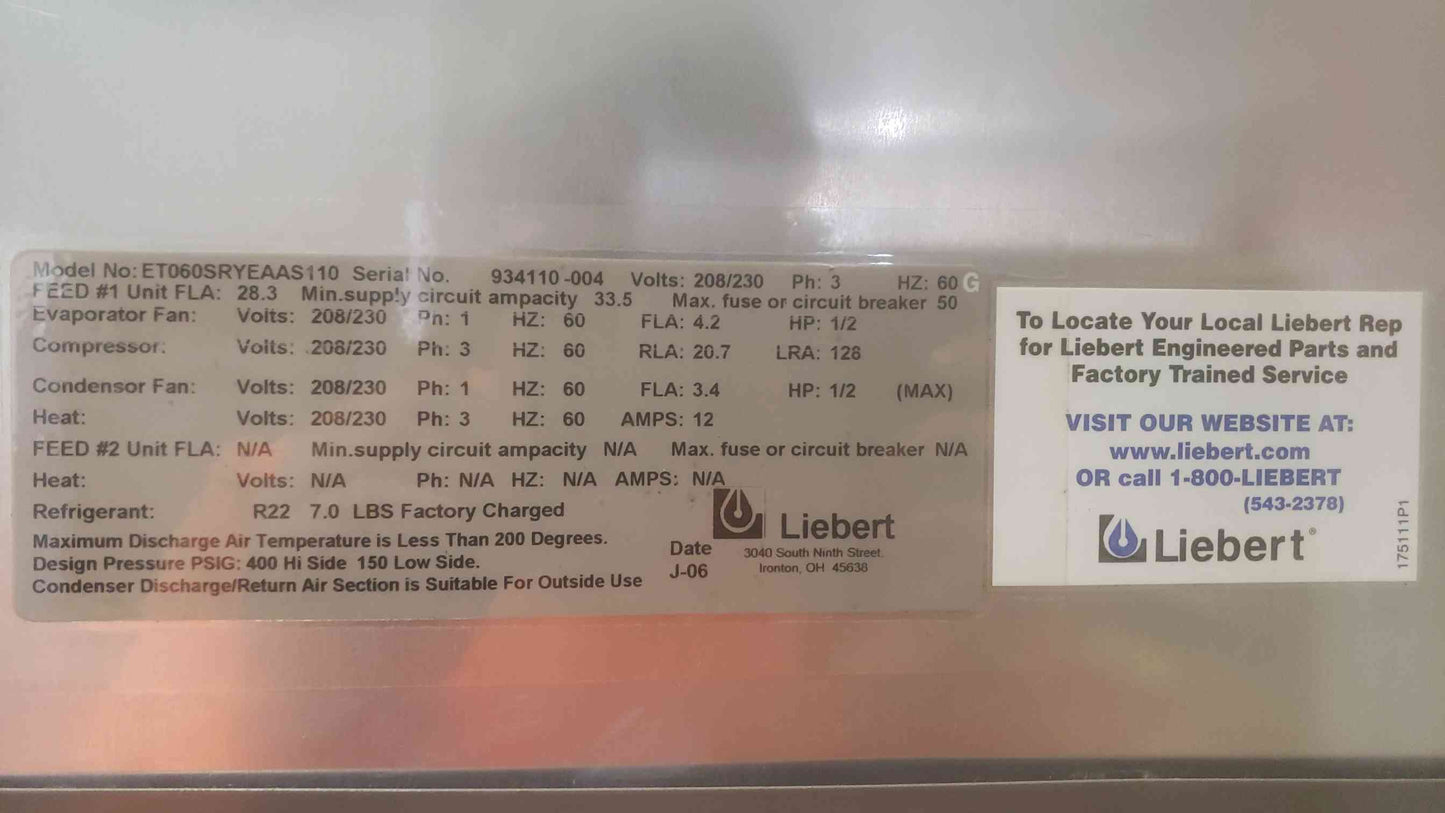 Model No: ET060SRYEAAS110 Serial No. 934110-004 Volts: 208/230 Ph: 3 HZ: 60 G
FEED #1 Unit FLA: 28.3 Min.supply circuit ampacity 33.5 Max. fuse or circuit breaker 50
Evaporator Fan: Volts: 208/230 Ph: 1 HZ: 60 FLA: 4.2 HP: 1/2
Compressor: Volts: 208/230 Ph: 3 HZ: 60 RLA: 20.7 LRA: 128
Condensor Fan: Volts: 208/230 Ph: 1 HZ: 60 FLA: 3.4 HP: 1/2 (MAX)
Heat: Volts: 208/230 Ph: 3 HZ: 60 AMPS: 12
FEED #2 Unit FLA: N/A Min.supply circuit ampacity N/A Max. fuse or circuit breaker N/A
Heat: Volts: N/A Ph: N/A HZ: N/A AMPS: N/A
Refrigerant: R22 7.0 LBS Factory Charged
Maximum Discharge Air Temperature is Less Than 200 Degrees.
Design Pressure PSIG: 400 Hi Side 150 Low Side.
Condenser Discharge/Return Air Section is Suitable For Outside Use
Date
J-06
Liebert
3040 South Ninth Street.
Ironton, OH 45638
To Locate Your Local Liebert Rep
for Liebert Engineered Parts and
Factory Trained Service
VISIT OUR WEBSITE AT:
www.liebert.com
OR call 1-800-LIEBERT
(543-2378)
Liebert®
175111P1